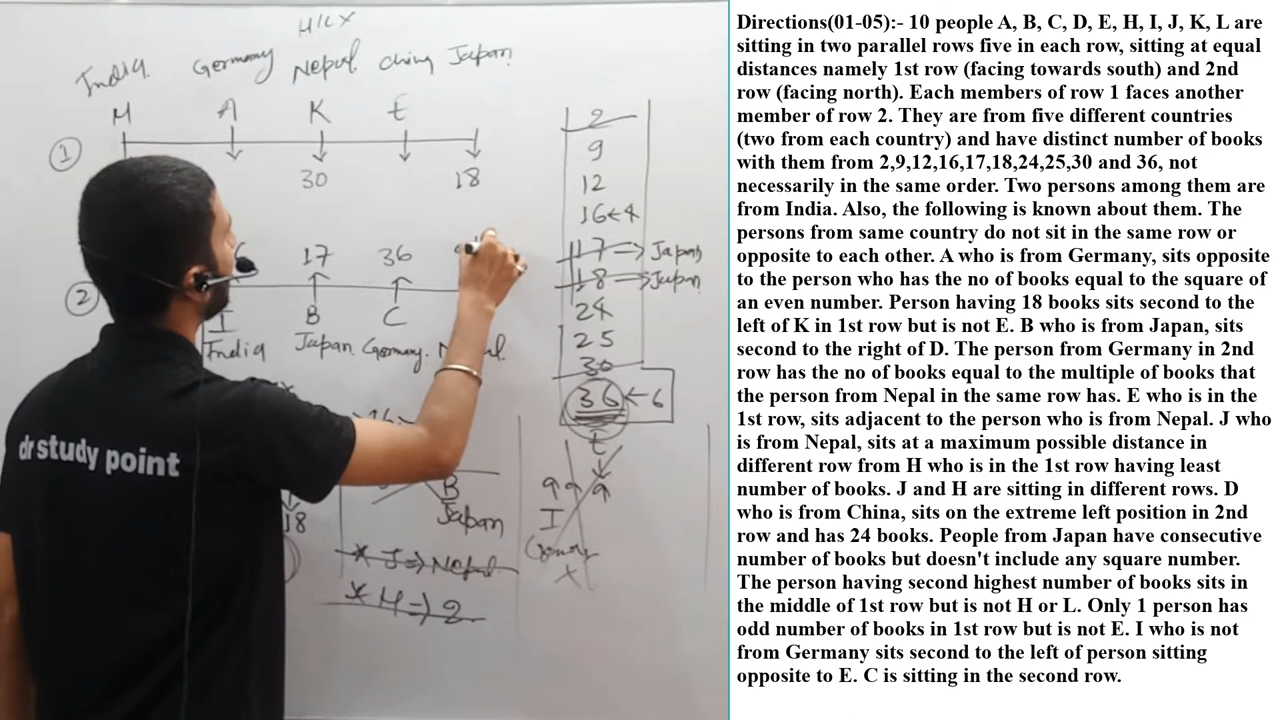 H/L X
India Germany Nepal China Japan
H A K E
1
30 18
17 36
2
I B C
India Japan Germany
2
9
12
16 ← 4
17 → Japan
18 → Japan
24
25
30
36 ← 6
B
Japan
18
* J ⇒ Nepal
* H ⇒ 2
9 9
I
X
dr study point
Directions(01-05):- 10 people A, B, C, D, E, H, I, J, K, L are
sitting in two parallel rows five in each row, sitting at equal
distances namely 1st row (facing towards south) and 2nd
row (facing north). Each members of row 1 faces another
member of row 2. They are from five different countries
(two from each country) and have distinct number of books
with them from 2,9,12,16,17,18,24,25,30 and 36, not
necessarily in the same order. Two persons among them are
from India. Also, the following is known about them. The
persons from same country do not sit in the same row or
opposite to each other. A who is from Germany, sits opposite
to the person who has the no of books equal to the square of
an even number. Person having 18 books sits second to the
left of K in 1st row but is not E. B who is from Japan, sits
second to the right of D. The person from Germany in 2nd
row has the no of books equal to the multiple of books that
the person from Nepal in the same row has. E who is in the
1st row, sits adjacent to the person who is from Nepal. J who
is from Nepal, sits at a maximum possible distance in
different row from H who is in the 1st row having least
number of books. J and H are sitting in different rows. D
who is from China, sits on the extreme left position in 2nd
row and has 24 books. People from Japan have consecutive
number of books but doesn't include any square number.
The person having second highest number of books sits in
the middle of 1st row but is not H or L. Only 1 person has
odd number of books in 1st row but is not E. I who is not
from Germany sits second to the left of person sitting
opposite to E. C is sitting in the second row.